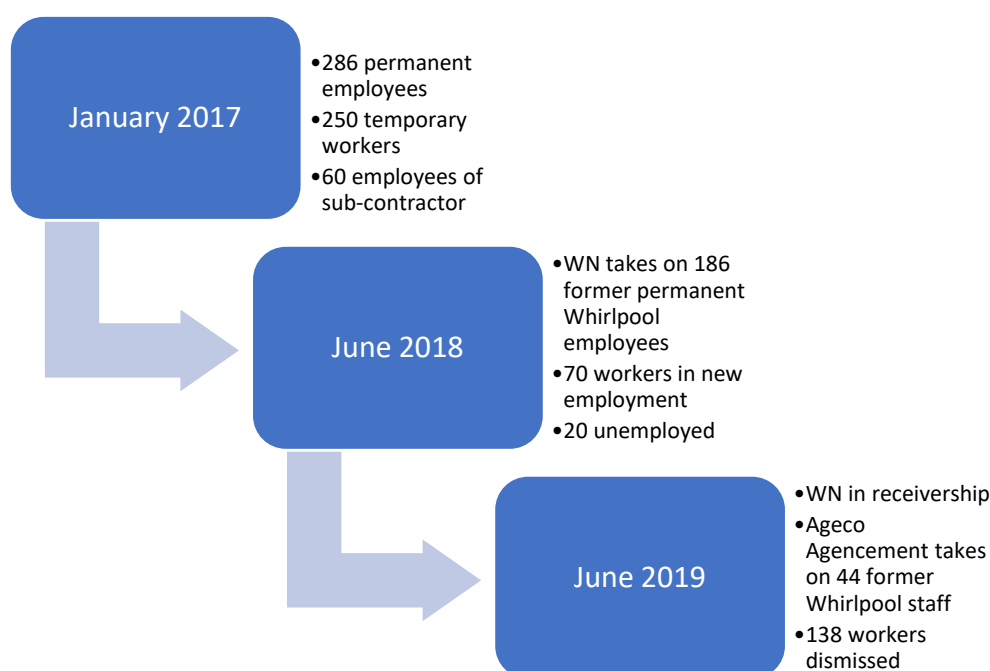 January 2017
•286 permanent
employees
•250 temporary
workers
•60 employees of
sub-contractor
June 2018
•WN takes on 186
former permanent
Whirlpool
employees
•70 workers in new
employment
•20 unemployed
June 2019
•WN in receivership
•Ageco
Agencement takes
on 44 former
Whirlpool staff
•138 workers
dismissed